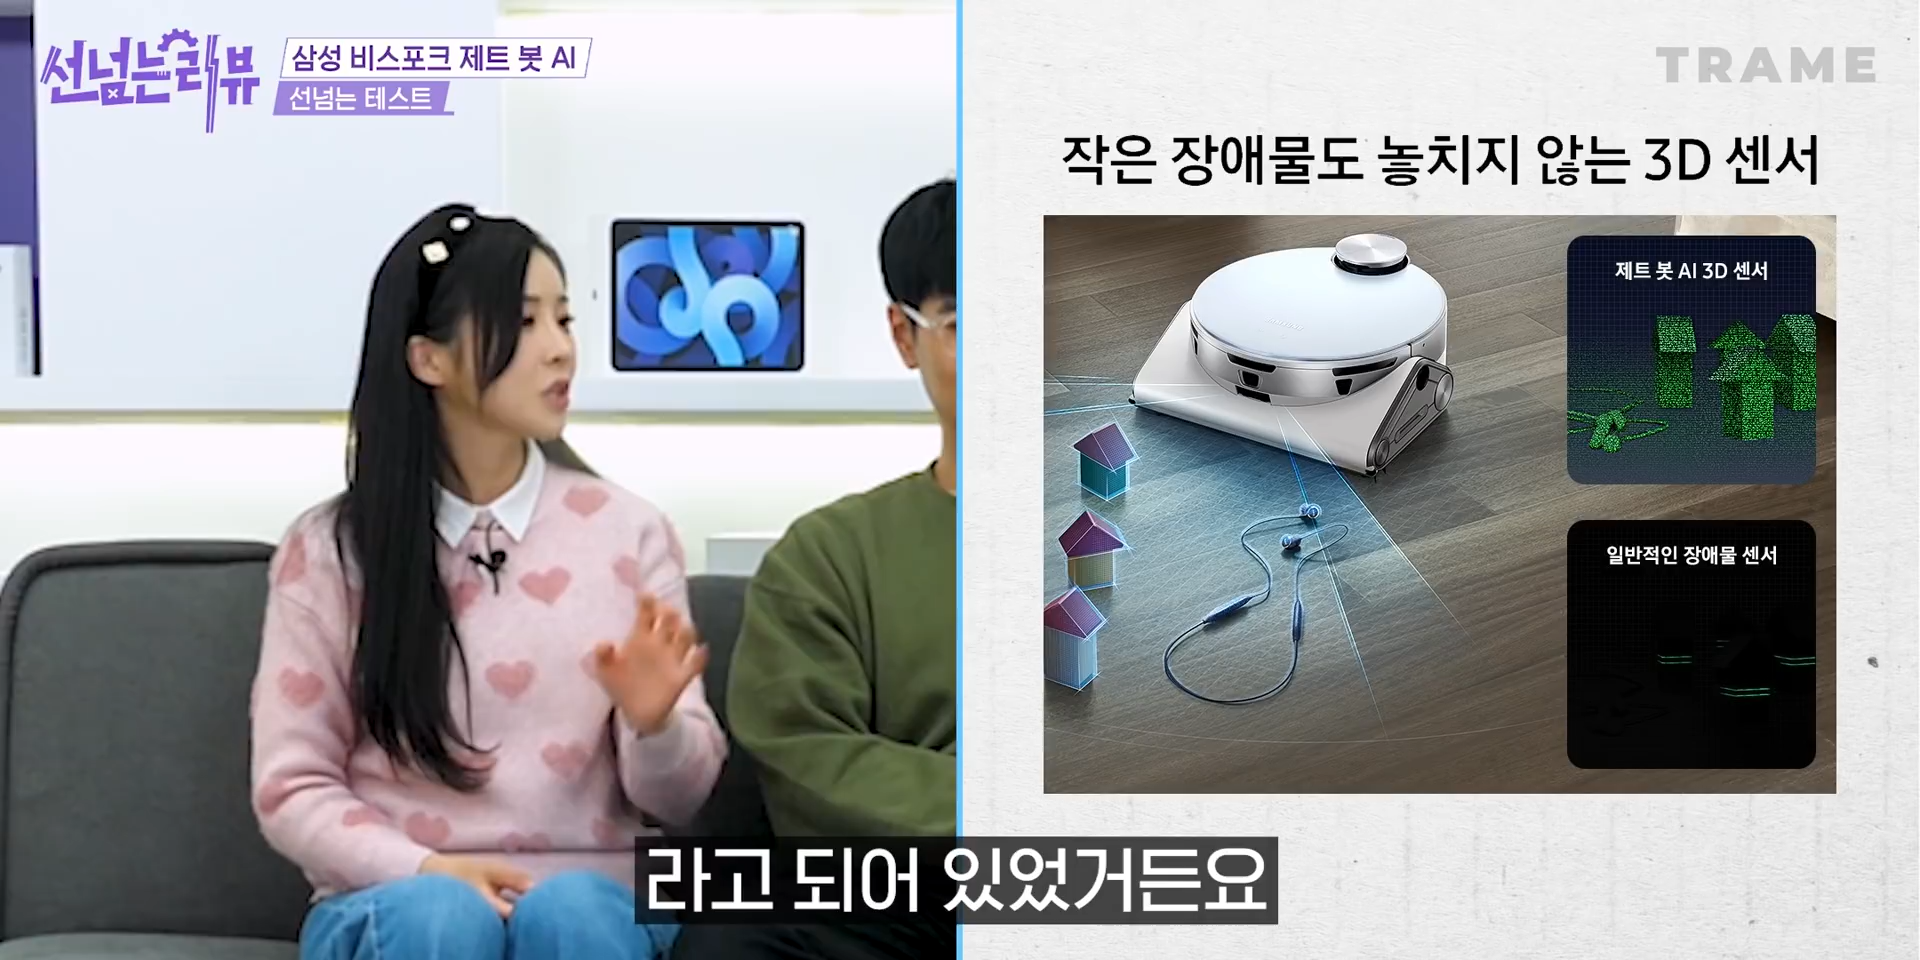 선넘는리뷰
삼성 비스포크 제트 봇 AI
선넘는 테스트
TRAME
작은 장애물도 놓치지 않는 3D 센서
제트 봇 AI 3D 센서
일반적인 장애물 센서
라고 되어 있었거든요